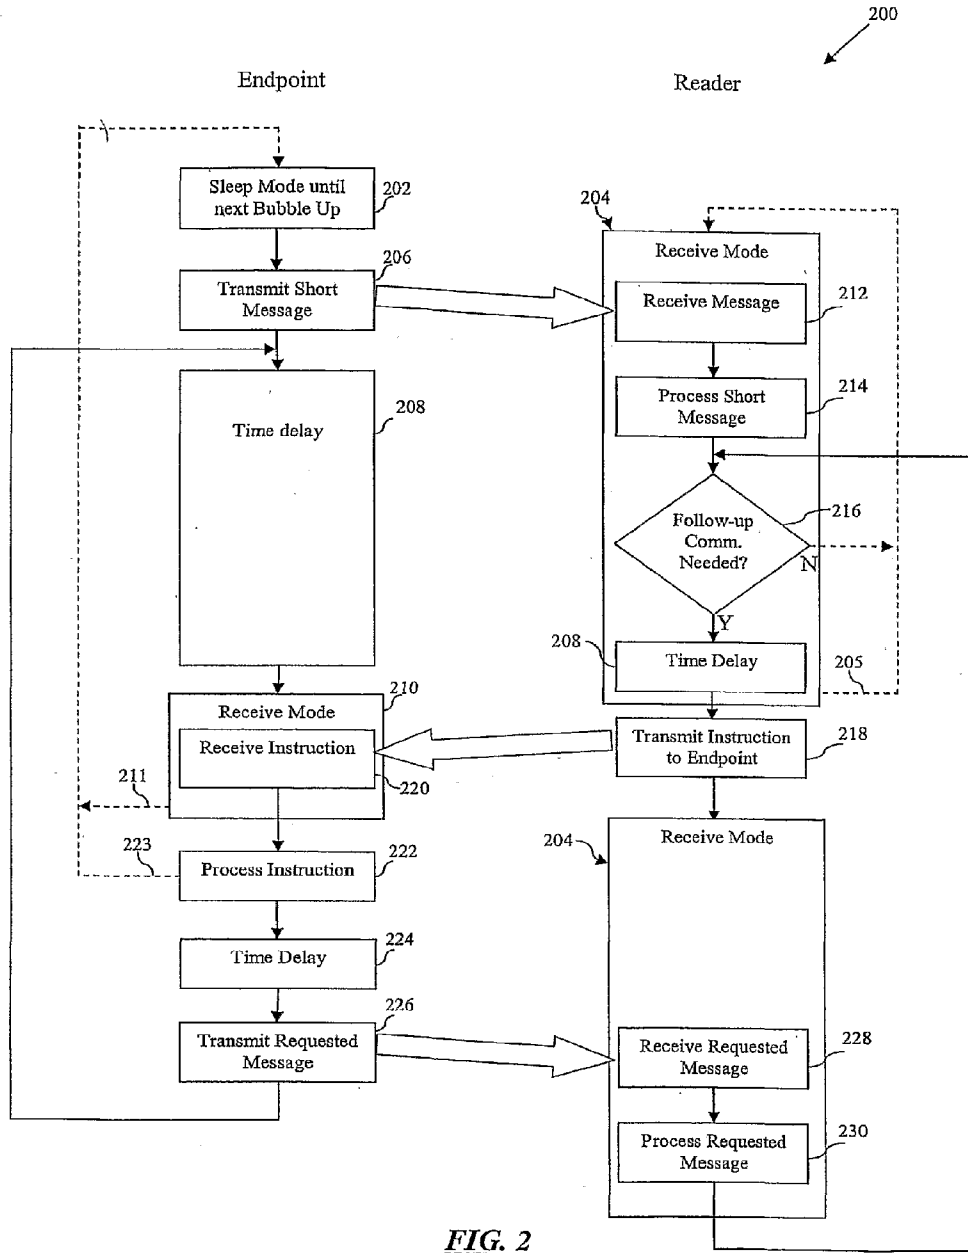 200
Endpoint
Reader
Sleep Mode until
next Bubble Up
202
204
206
Receive Mode
Transmit Short
Message
Receive Message
212
Process Short
Message
214
Time delay
208
216
Follow-up
Comm.
Needed?
N
Y
208
Time Delay
205
210
Receive Mode
Receive Instruction
220
Transmit Instruction
to Endpoint
218
211
223
Process Instruction
222
204
Receive Mode
Time Delay
224
226
Transmit Requested
Message
Receive Requested
Message
228
Process Requested
Message
230
FIG. 2